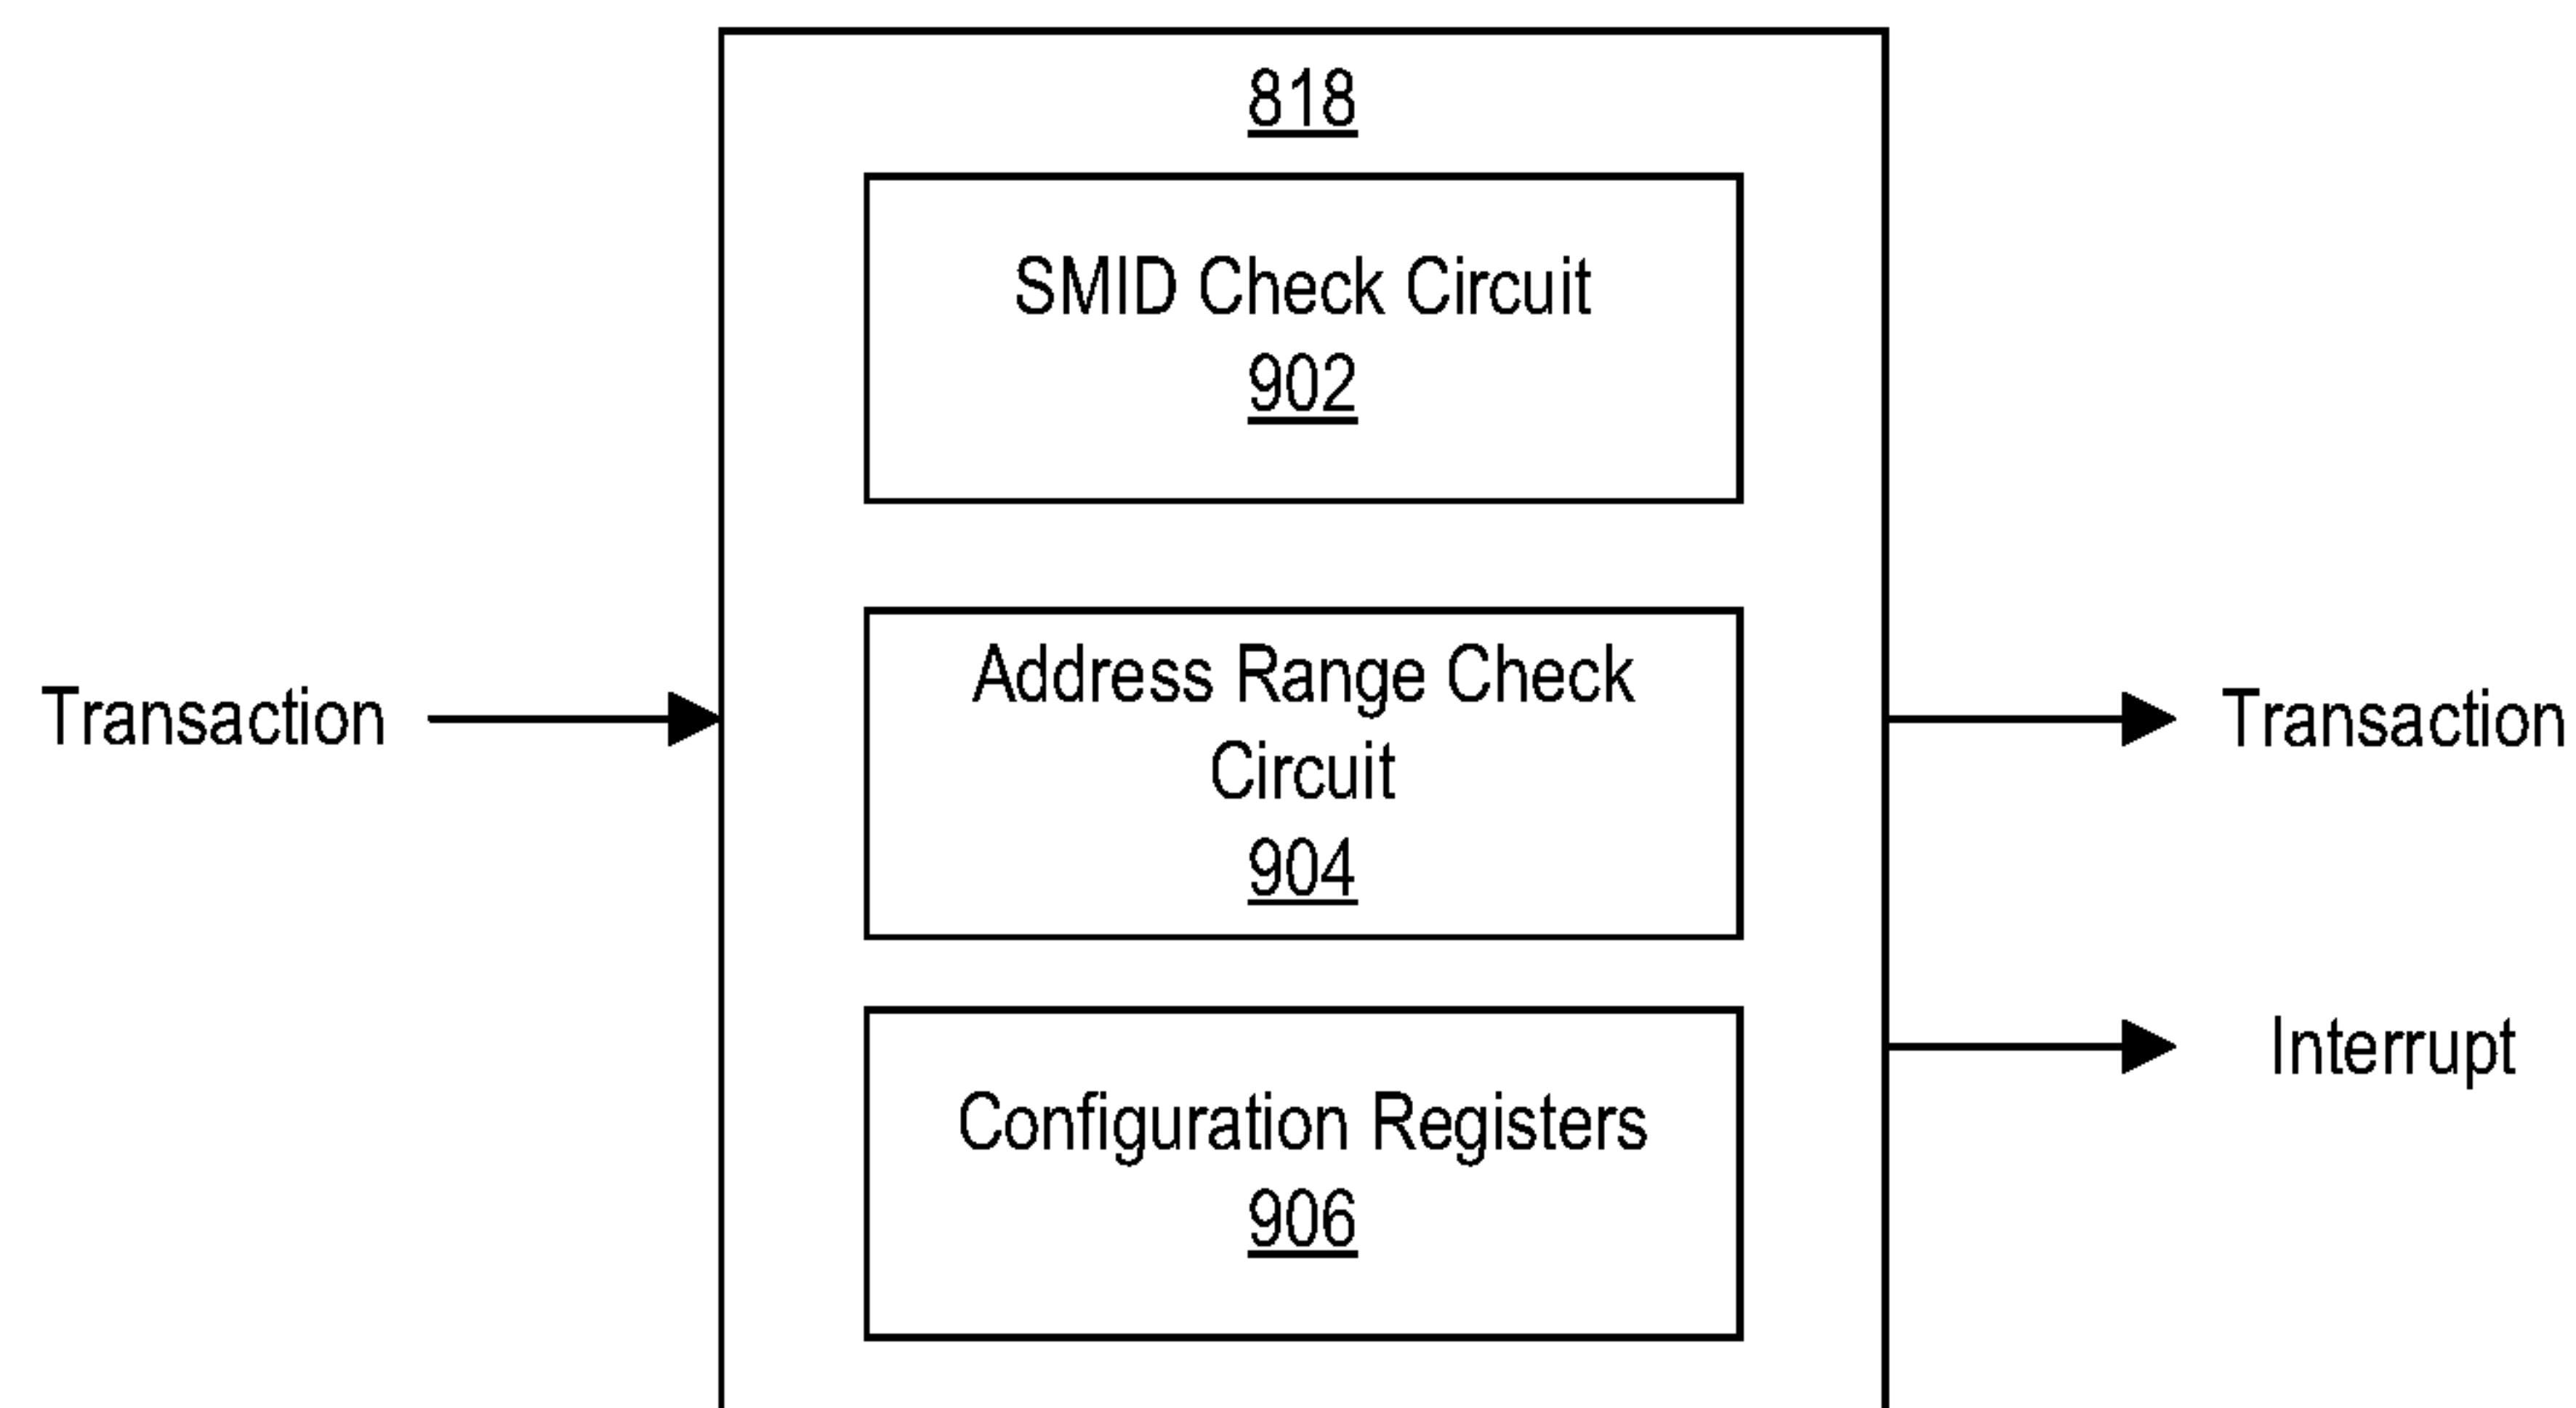 818
SMID Check Circuit
902
Transaction
Address Range Check
Circuit
904
Transaction
Interrupt
Configuration Registers
906